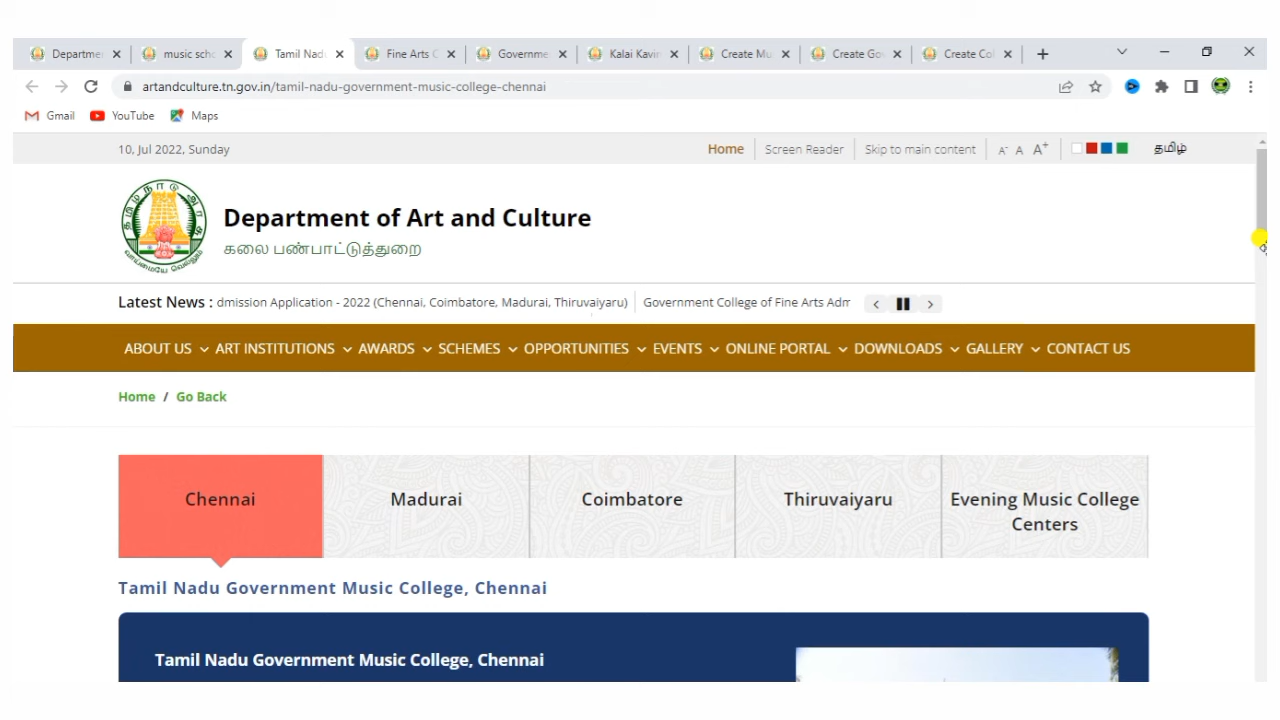 Departme
music scho
Tamil Nad
Fine Arts C
Governme
Kalai Kavin
Create Mu
Create Gov
Create Col
artandculture.tn.gov.in/tamil-nadu-government-music-college-chennai
Gmail YouTube Maps
10, Jul 2022, Sunday
Home Screen Reader Skip to main content A- A A+ தமிழ்
Department of Art and Culture
கலை பண்பாட்டுத்துறை
தமிழ் நாடு அரசு
வாய்மையே வெல்லும்
Latest News : dmission Application - 2022 (Chennai, Coimbatore, Madurai, Thiruvaiyaru) Government College of Fine Arts Adm
ABOUT US ART INSTITUTIONS AWARDS SCHEMES OPPORTUNITIES EVENTS ONLINE PORTAL DOWNLOADS GALLERY CONTACT US
Home / Go Back
Chennai
Madurai
Coimbatore
Thiruvaiyaru
Evening Music College
Centers
Tamil Nadu Government Music College, Chennai
Tamil Nadu Government Music College, Chennai